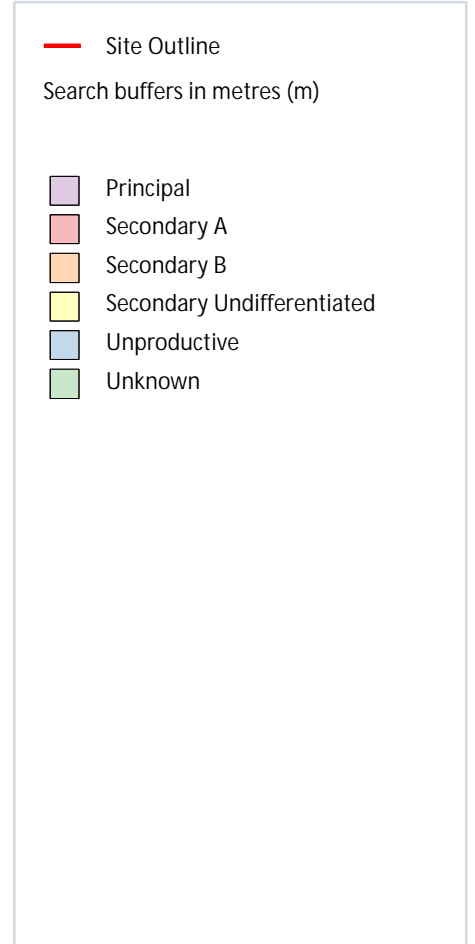 Site Outline
Search buffers in metres (m)
Principal
Secondary A
Secondary B
Secondary Undifferentiated
Unproductive
Unknown